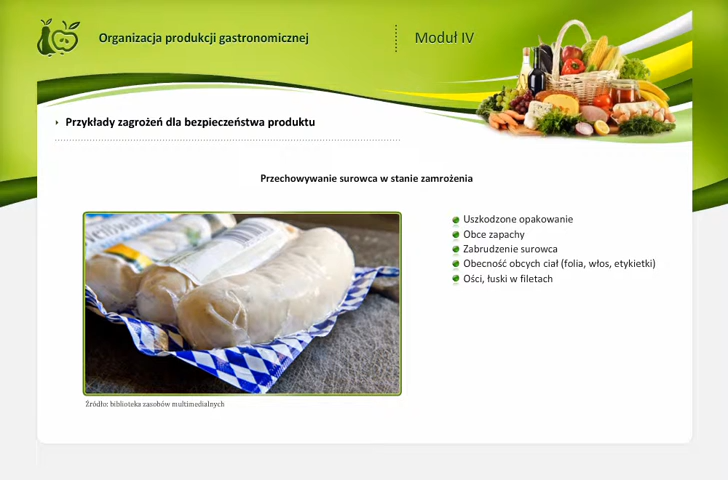 Organizacja produkcji gastronomicznej
Moduł IV
Przykłady zagrożeń dla bezpieczeństwa produktu
Przechowywanie surowca w stanie zamrożenia
Uszkodzone opakowanie
Obce zapachy
Zabrudzenie surowca
Obecność obcych ciał (folia, włos, etykietki)
Ości, łuski w filetach
Źródło: biblioteka zasobów multimedialnych